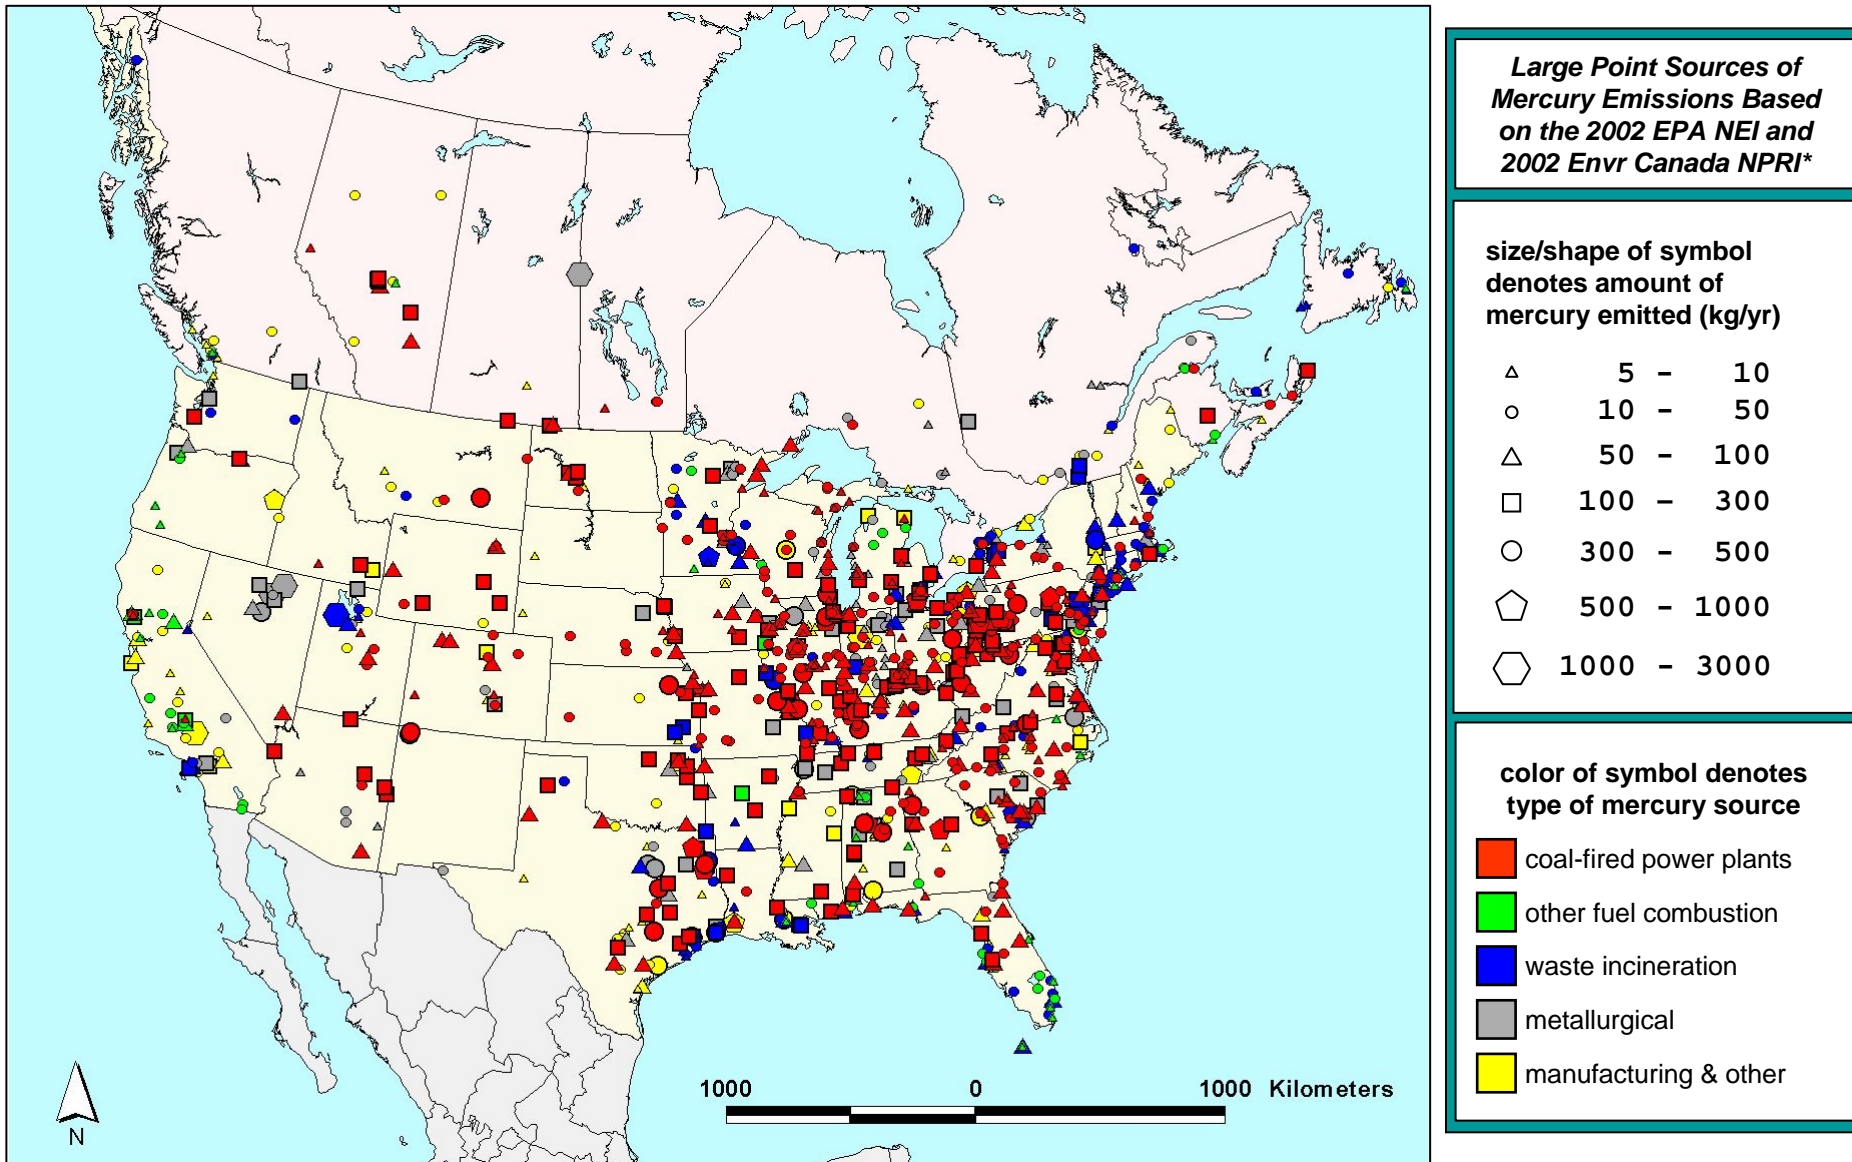 Large Point Sources of
Mercury Emissions Based
on the 2002 EPA NEI and
2002 Envr Canada NPRI*
size/shape of symbol
denotes amount of
mercury emitted (kg/yr)
5 - 10
10 - 50
50 - 100
100 - 300
300 - 500
500 - 1000
1000 - 3000
color of symbol denotes
type of mercury source
coal-fired power plants
other fuel combustion
waste incineration
metallurgical
manufacturing & other
1000 0 1000 Kilometers
N